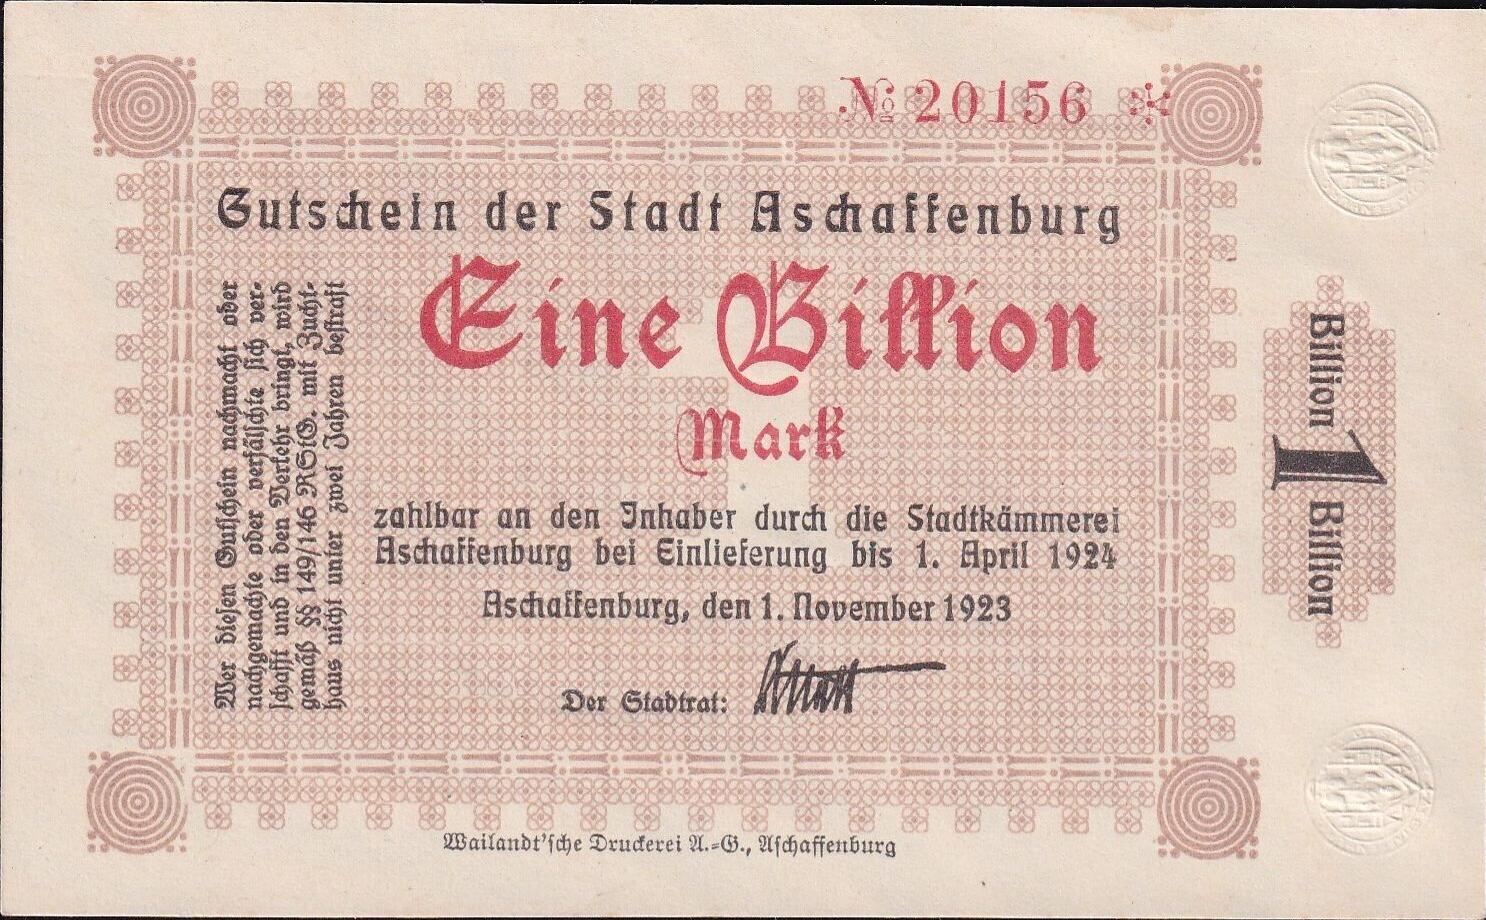 № 20156 *
Gutschein der Stadt Aschaffenburg
Eine Billion
Mark
zahlbar an den Inhaber durch die Stadtkämmerei
Aschaffenburg bei Einlieferung bis 1. April 1924
Aschaffenburg, den 1. November 1923
Der Stadtrat:
Wer diesen Gutschein nachmacht oder
nachgemachte oder verfälschte sich ver-
schafft und in den Verkehr bringt, wird
gemäß §§ 149/146 RStG. mit Zucht-
haus nicht unter zwei Jahren bestraft
Billion 1 Billion
Wailandt'sche Druckerei A.-G., Aschaffenburg